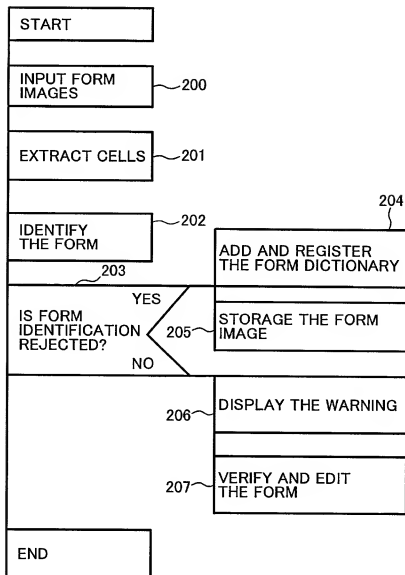 START
INPUT FORM
IMAGES
200
EXTRACT CELLS
201
202
IDENTIFY
THE FORM
203
204
ADD AND REGISTER
THE FORM DICTIONARY
YES
IS FORM
IDENTIFICATION
REJECTED?
NO
205
STORAGE THE FORM
IMAGE
206
DISPLAY THE WARNING
207
VERIFY AND EDIT
THE FORM
END